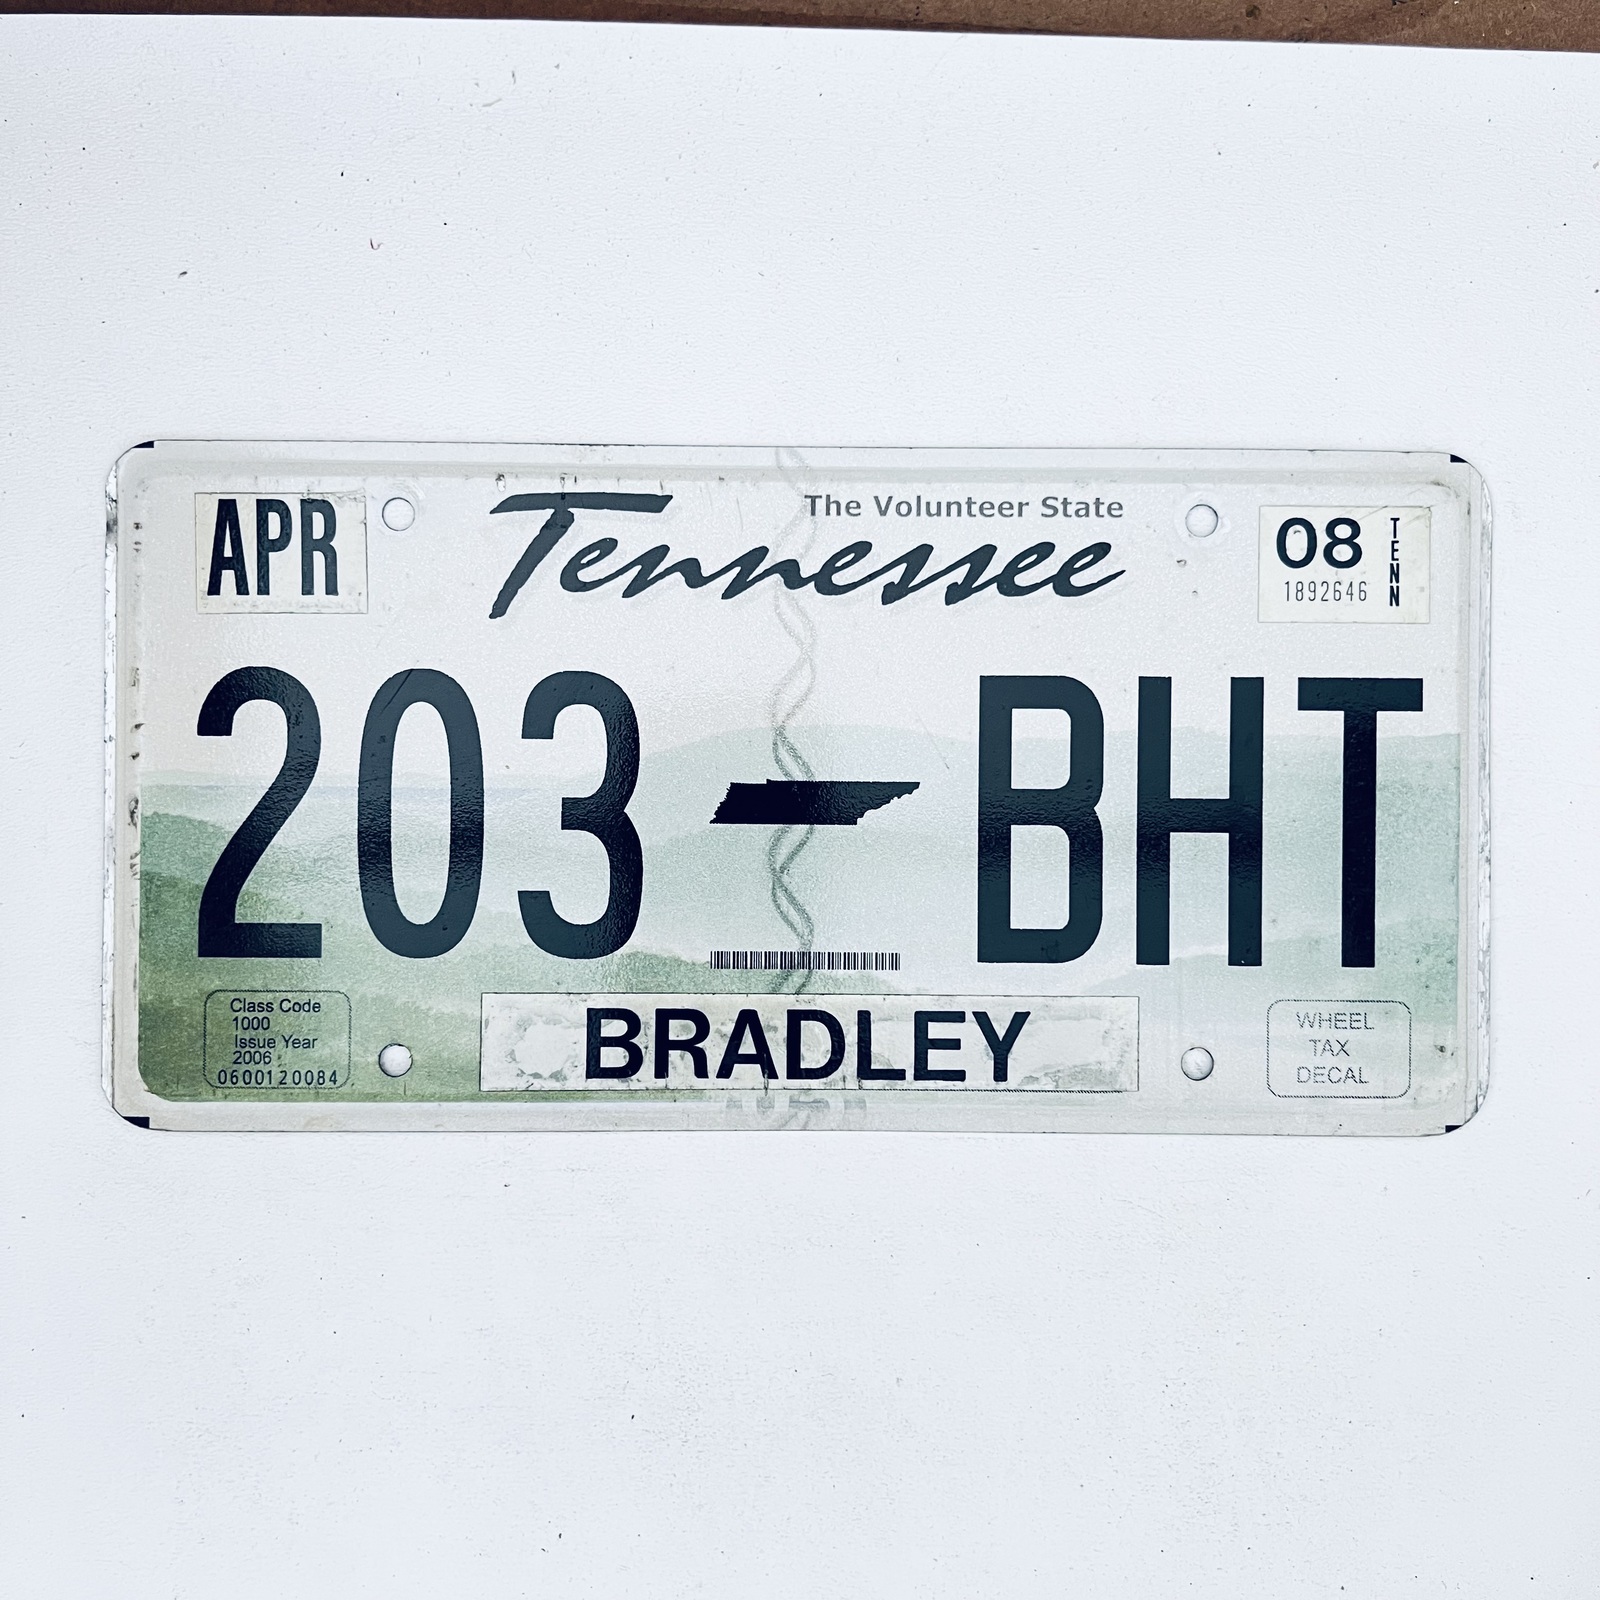 APR
The Volunteer State
Tennessee
08
TENN
1892646
203 BHT
Class Code
1000
Issue Year
2006
0600120084
BRADLEY
WHEEL
TAX
DECAL